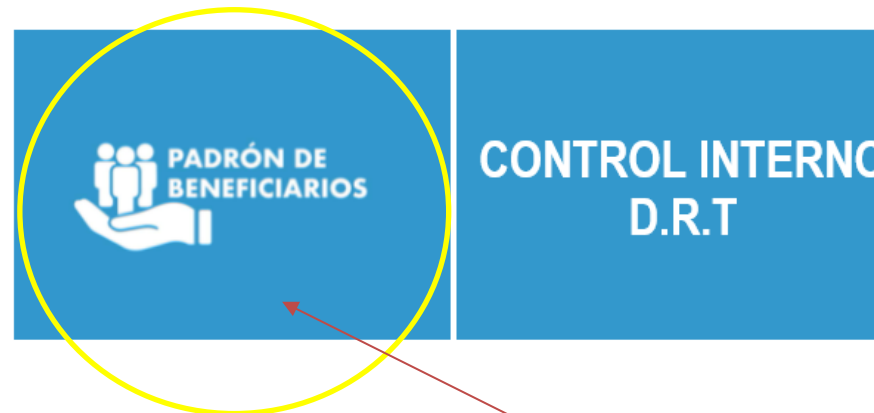 PADRÓN DE
BENEFICIARIOS
CONTROL INTERNO
D.R.T